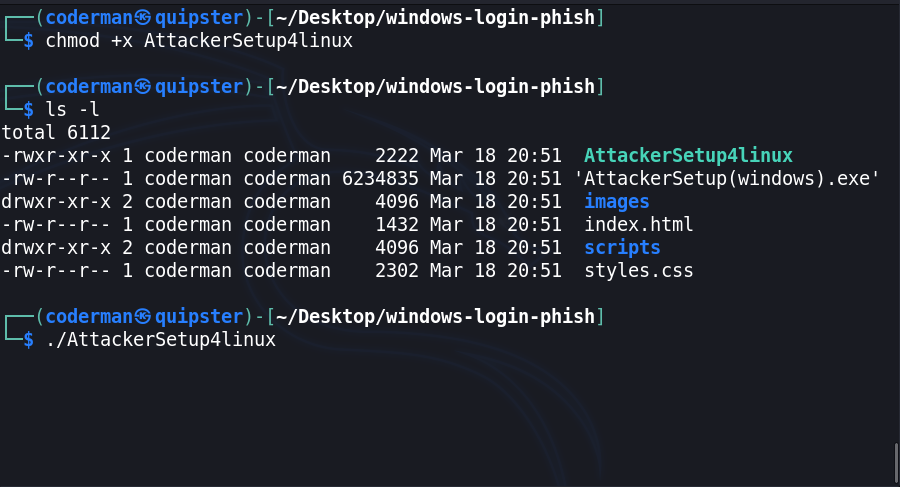 ┌──(coderman㉿quipster)-[~/Desktop/windows-login-phish]
└─$ chmod +x AttackerSetup4linux
┌──(coderman㉿quipster)-[~/Desktop/windows-login-phish]
└─$ ls -l
total 6112
-rwxr-xr-x 1 coderman coderman    2222 Mar 18 20:51  AttackerSetup4linux
-rw-r--r-- 1 coderman coderman 6234835 Mar 18 20:51 'AttackerSetup(windows).exe'
drwxr-xr-x 2 coderman coderman    4096 Mar 18 20:51  images
-rw-r--r-- 1 coderman coderman    1432 Mar 18 20:51  index.html
drwxr-xr-x 2 coderman coderman    4096 Mar 18 20:51  scripts
-rw-r--r-- 1 coderman coderman    2302 Mar 18 20:51  styles.css
┌──(coderman㉿quipster)-[~/Desktop/windows-login-phish]
└─$ ./AttackerSetup4linux